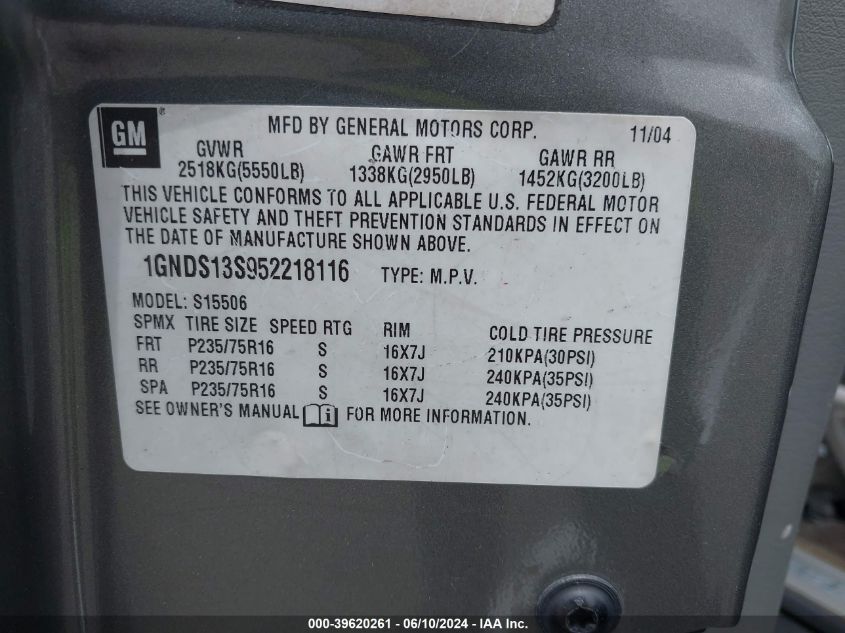 GM ®
MFD BY GENERAL MOTORS CORP. 11/04
GVWR GAWR FRT GAWR RR
2518KG(5550LB) 1338KG(2950LB) 1452KG(3200LB)
THIS VEHICLE CONFORMS TO ALL APPLICABLE U.S. FEDERAL MOTOR
VEHICLE SAFETY AND THEFT PREVENTION STANDARDS IN EFFECT ON
THE DATE OF MANUFACTURE SHOWN ABOVE.
1GNDS13S952218116 TYPE: M.P.V.
MODEL: S15506
SPMX TIRE SIZE SPEED RTG RIM COLD TIRE PRESSURE
FRT P235/75R16 S 16X7J 210KPA(30PSI)
RR P235/75R16 S 16X7J 240KPA(35PSI)
SPA P235/75R16 S 16X7J 240KPA(35PSI)
SEE OWNER'S MANUAL i FOR MORE INFORMATION.
000-39620261 - 06/10/2024 - IAA Inc.